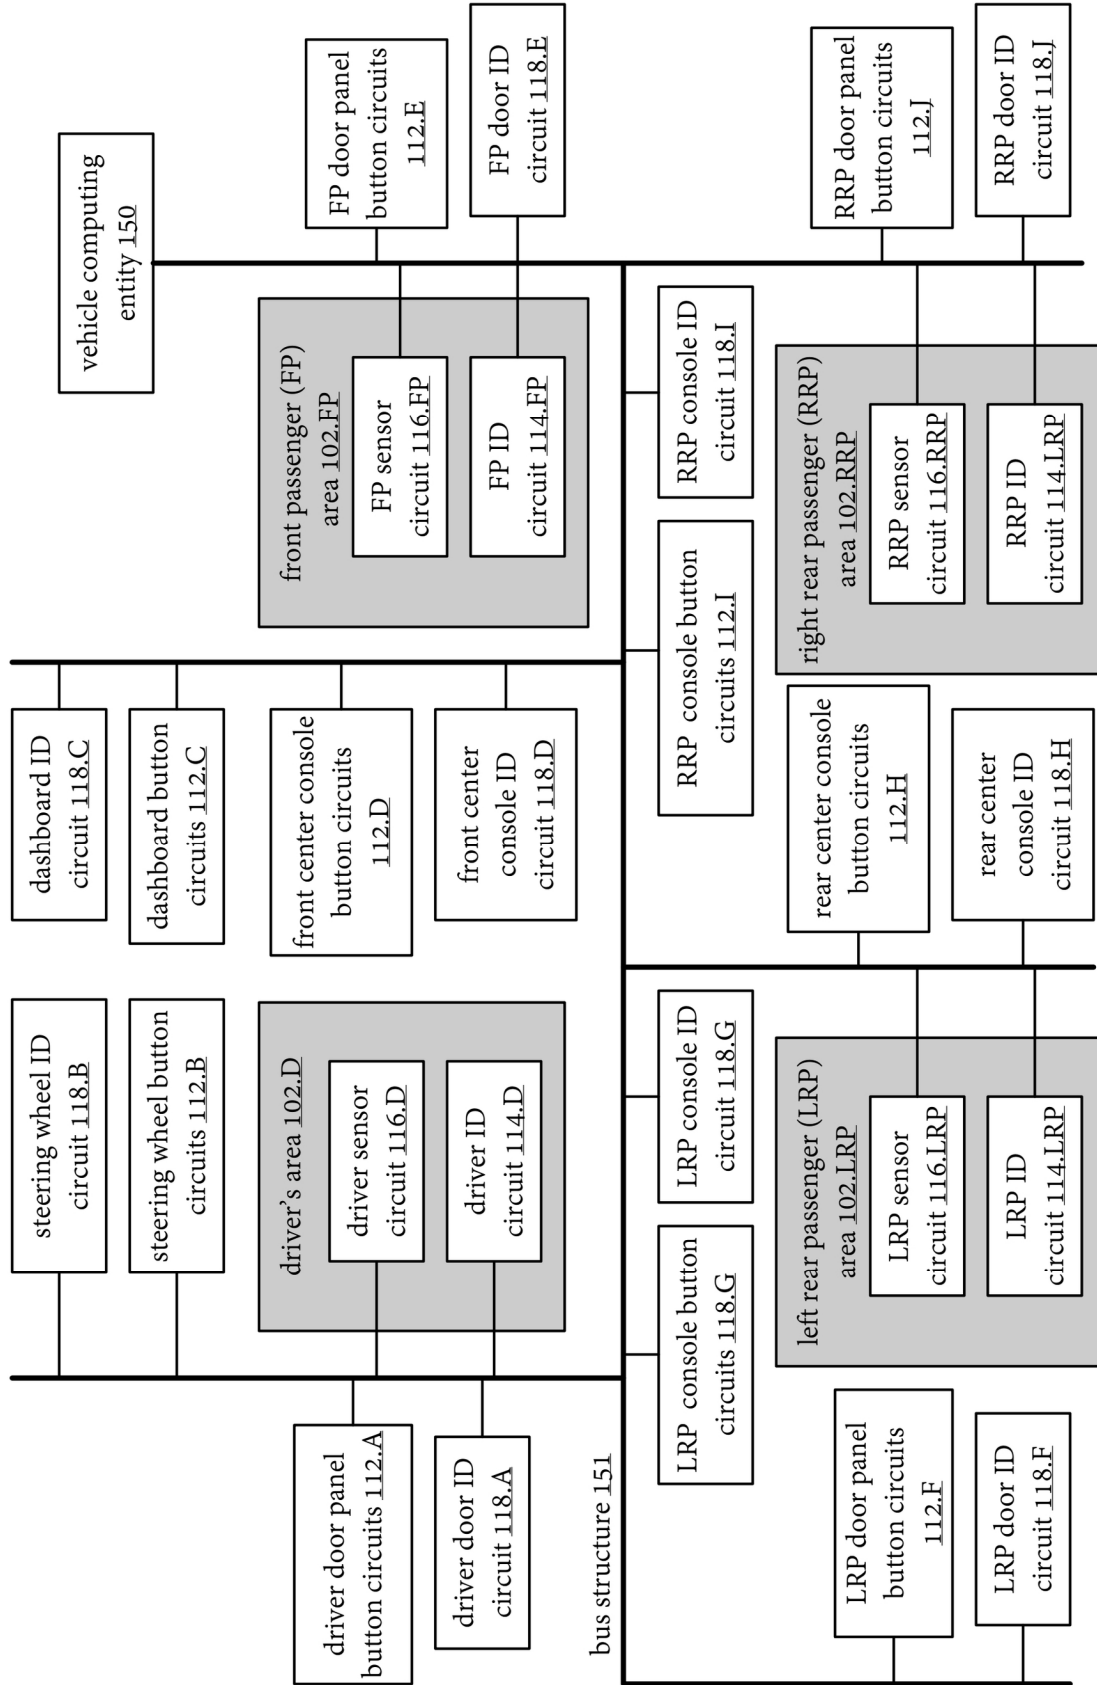 steering wheel ID
circuit 118.B
steering wheel button
circuits 112.B
dashboard ID
circuit 118.C
dashboard button
circuits 112.C
vehicle computing
entity 150
driver door panel
button circuits 112.A
driver door ID
circuit 118.A
driver's area 102.D
driver sensor
circuit 116.D
driver ID
circuit 114.D
front center console
button circuits
112.D
front center
console ID
circuit 118.D
front passenger (FP)
area 102.FP
FP sensor
circuit 116.FP
FP ID
circuit 114.FP
FP door panel
button circuits
112.E
FP door ID
circuit 118.E
bus structure 151
LRP console button
circuits 118.G
LRP console ID
circuit 118.G
RRP console button
circuits 112.I
RRP console ID
circuit 118.I
LRP door panel
button circuits
112.F
LRP door ID
circuit 118.F
left rear passenger (LRP)
area 102.LRP
LRP sensor
circuit 116.LRP
LRP ID
circuit 114.LRP
rear center console
button circuits
112.H
rear center
console ID
circuit 118.H
right rear passenger (RRP)
area 102.RRP
RRP sensor
circuit 116.RRP
RRP ID
circuit 114.LRP
RRP door panel
button circuits
112.J
RRP door ID
circuit 118.J